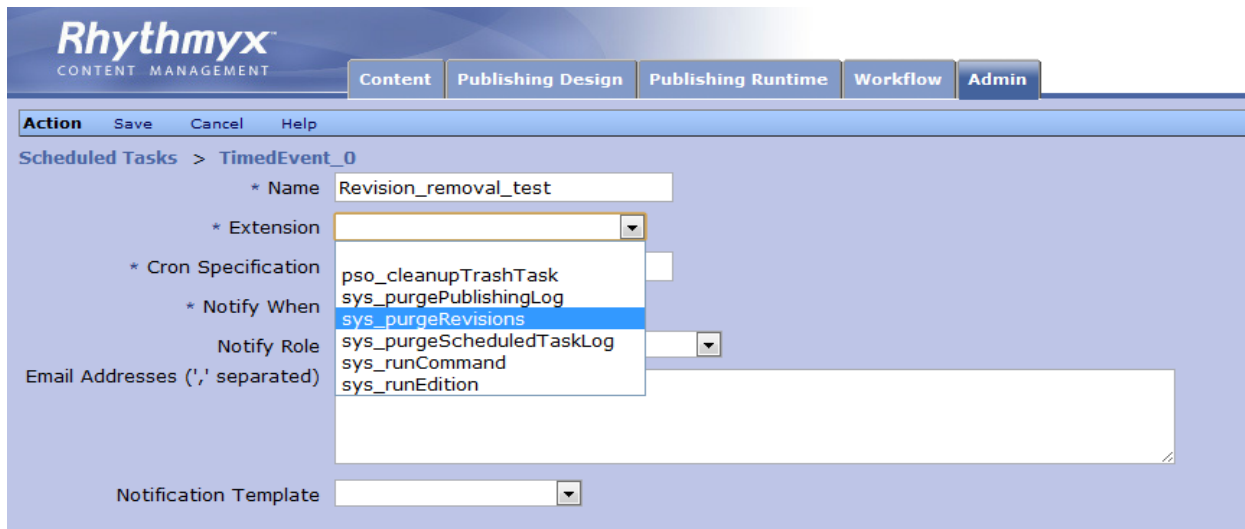 Rhythmyx
CONTENT MANAGEMENT
Content Publishing Design Publishing Runtime Workflow Admin
Action Save Cancel Help
Scheduled Tasks > TimedEvent_0
* Name Revision_removal_test
* Extension
* Cron Specification
pso_cleanupTrashTask
sys_purgePublishingLog
* Notify When
sys_purgeRevisions
Notify Role
sys_purgeScheduledTaskLog
sys_runCommand
Email Addresses (',' separated)
sys_runEdition
Notification Template